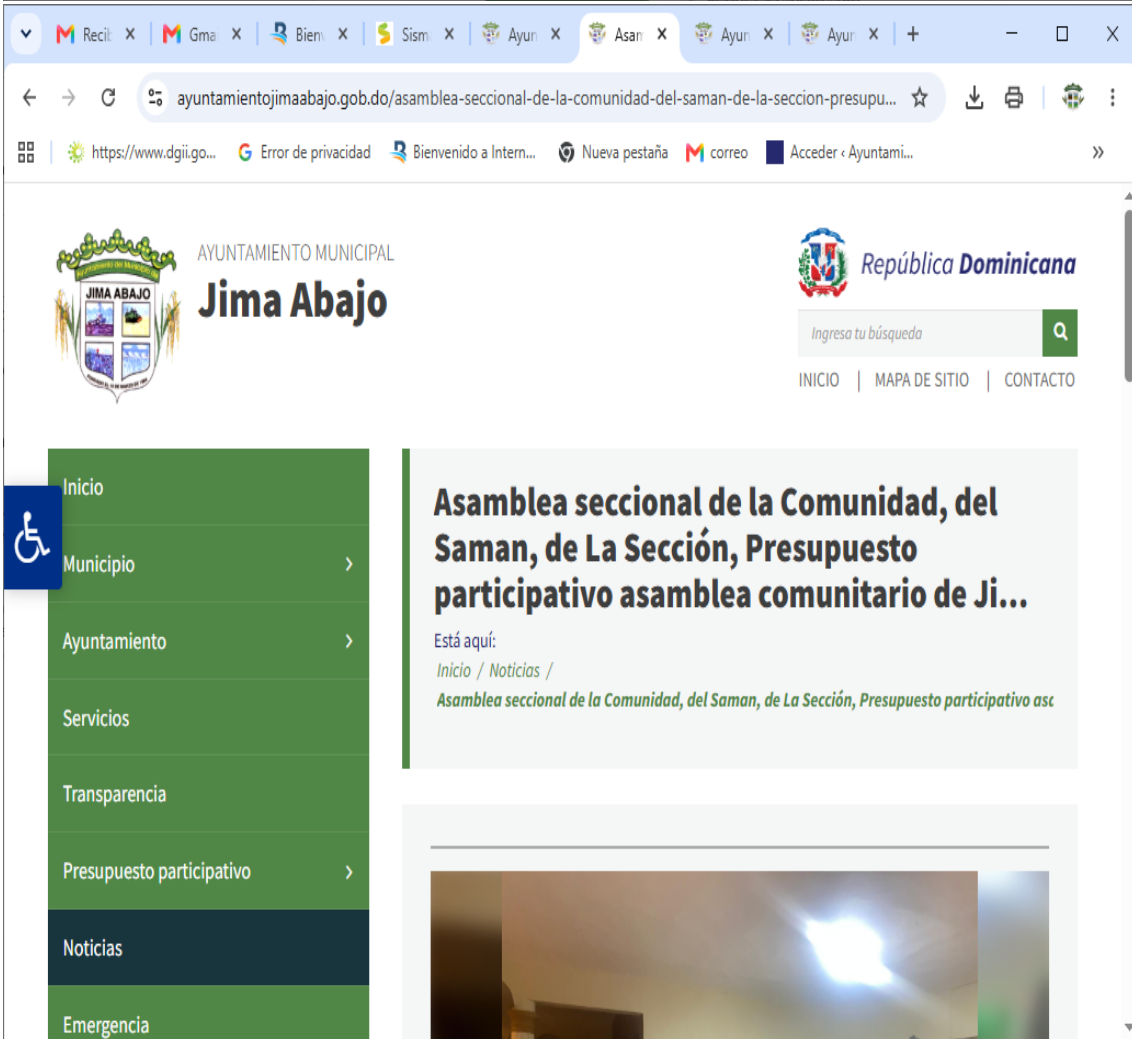 Recib
Gma
Bienv
Sism
Ayun
Asam
Ayun
Ayun
ayuntamientojimaabajo.gob.do/asamblea-seccional-de-la-comunidad-del-saman-de-la-seccion-presupu...
https://www.dgii.go...
Error de privacidad
Bienvenido a Intern...
Nueva pestaña
correo
Acceder ‹ Ayuntami...
»
JIMA ABAJO
AYUNTAMIENTO MUNICIPAL
Jima Abajo
República Dominicana
Ingresa tu búsqueda
INICIO | MAPA DE SITIO | CONTACTO
Inicio
Municipio
Ayuntamiento
Servicios
Transparencia
Presupuesto participativo
Noticias
Emergencia
Asamblea seccional de la Comunidad, del
Saman, de La Sección, Presupuesto
participativo asamblea comunitario de Ji...
Está aquí:
Inicio / Noticias /
Asamblea seccional de la Comunidad, del Saman, de La Sección, Presupuesto participativo asc